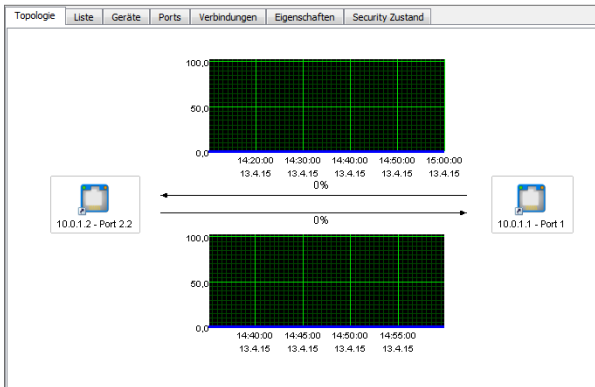 Topologie Liste Geräte Ports Verbindungen Eigenschaften Security Zustand
100,0
50,0
0,0
14:20:00 14:30:00 14:40:00 14:50:00 15:00:00
13.4.15 13.4.15 13.4.15 13.4.15 13.4.15
0%
10.0.1.2 - Port 2.2
10.0.1.1 - Port 1
0%
100,0
50,0
0,0
14:40:00 14:45:00 14:50:00 14:55:00
13.4.15 13.4.15 13.4.15 13.4.15